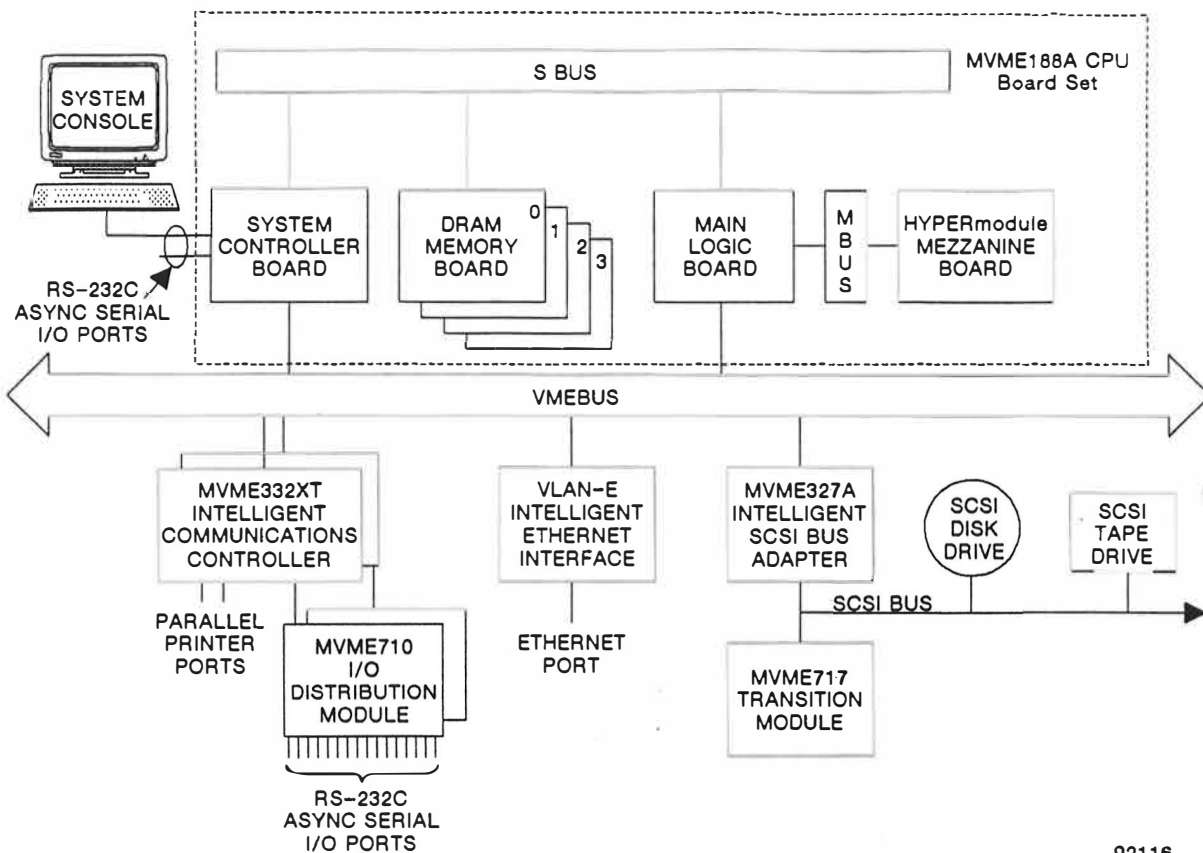 S BUS
MVME188A CPU
Board Set
SYSTEM
CONSOLE
SYSTEM
CONTROLLER
BOARD
DRAM
MEMORY
BOARD
0
1
2
3
MAIN
LOGIC
BOARD
M
B
U
S
HYPERmodule
MEZZANINE
BOARD
RS-232C
ASYNC SERIAL
I/O PORTS
VMEBUS
MVME332XT
INTELLIGENT
COMMUNICATIONS
CONTROLLER
VLAN-E
INTELLIGENT
ETHERNET
INTERFACE
MVME327A
INTELLIGENT
SCSI BUS
ADAPTER
SCSI
DISK
DRIVE
SCSI
TAPE
DRIVE
SCSI BUS
PARALLEL
PRINTER
PORTS
MVME710
I/O
DISTRIBUTION
MODULE
ETHERNET
PORT
MVME717
TRANSITION
MODULE
RS-232C
ASYNC SERIAL
I/O PORTS